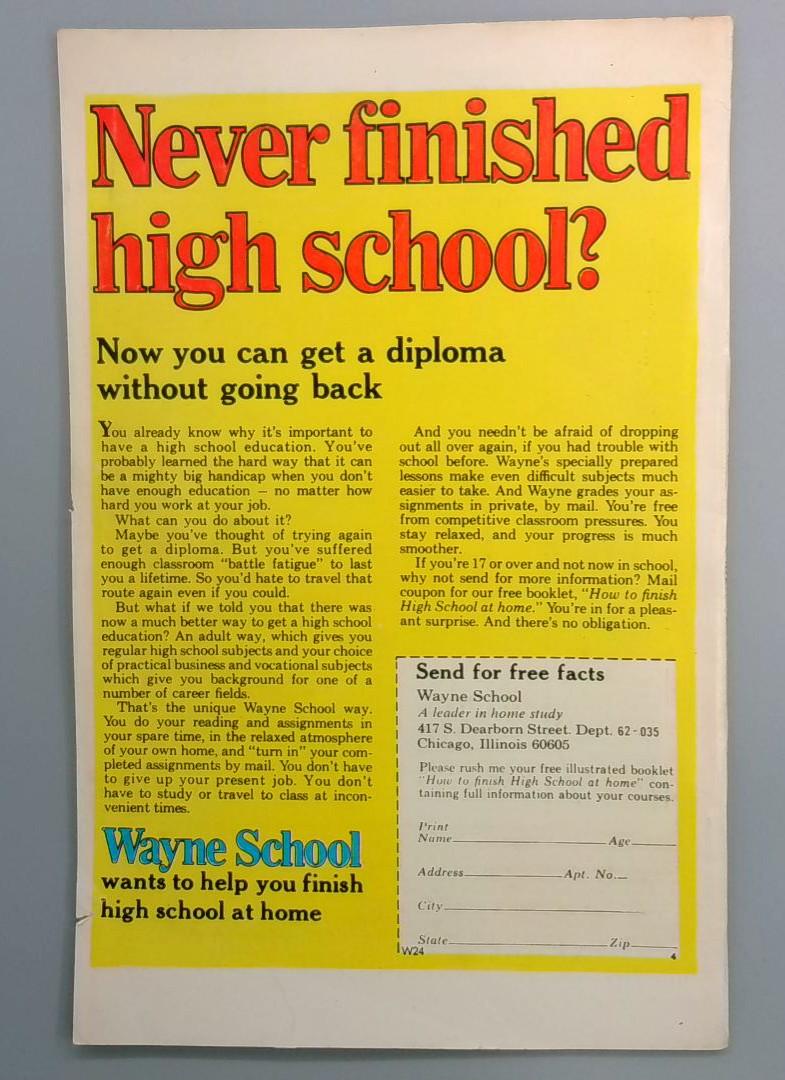 Never finished
high school?
Now you can get a diploma
without going back
You already know why it's important to
have a high school education. You've
probably learned the hard way that it can
be a mighty big handicap when you don't
have enough education — no matter how
hard you work at your job.
What can you do about it?
Maybe you've thought of trying again
to get a diploma. But you've suffered
enough classroom "battle fatigue" to last
you a lifetime. So you'd hate to travel that
route again even if you could.
But what if we told you that there was
now a much better way to get a high school
education? An adult way, which gives you
regular high school subjects and your choice
of practical business and vocational subjects
which give you background for one of a
number of career fields.
That's the unique Wayne School way.
You do your reading and assignments in
your spare time, in the relaxed atmosphere
of your own home, and "turn in" your com-
pleted assignments by mail. You don't have
to give up your present job. You don't
have to study or travel to class at incon-
venient times.
Wayne School
wants to help you finish
high school at home
And you needn't be afraid of dropping
out all over again, if you had trouble with
school before. Wayne's specially prepared
lessons make even difficult subjects much
easier to take. And Wayne grades your as-
signments in private, by mail. You're free
from competitive classroom pressures. You
stay relaxed, and your progress is much
smoother.
If you're 17 or over and not now in school,
why not send for more information? Mail
coupon for our free booklet, "How to finish
High School at home." You're in for a pleas-
ant surprise. And there's no obligation.
Send for free facts
Wayne School
A leader in home study
417 S. Dearborn Street. Dept. 62-035
Chicago, Illinois 60605
Please rush me your free illustrated booklet
"How to finish High School at home" con-
taining full information about your courses.
Print
Name Age
Address Apt. No.
City
State Zip
W24 4